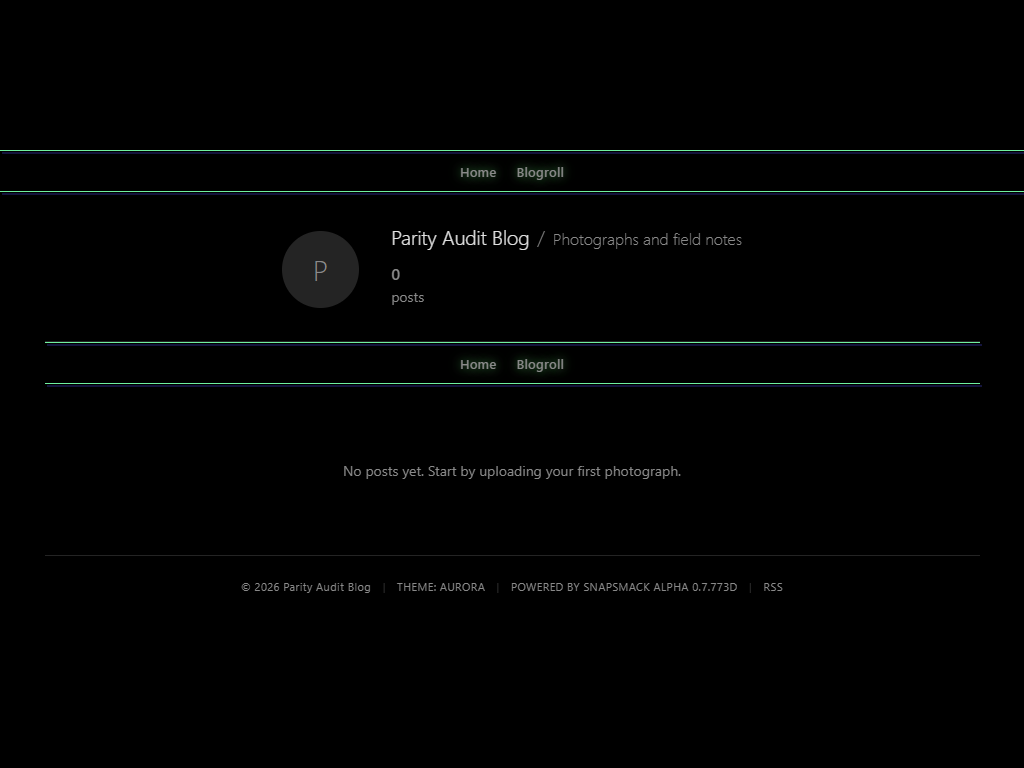 Home Blogroll
P
Parity Audit Blog / Photographs and field notes
0
posts
Home Blogroll
No posts yet. Start by uploading your first photograph.
© 2026 Parity Audit Blog | THEME: AURORA | POWERED BY SNAPSMACK ALPHA 0.7.773D | RSS